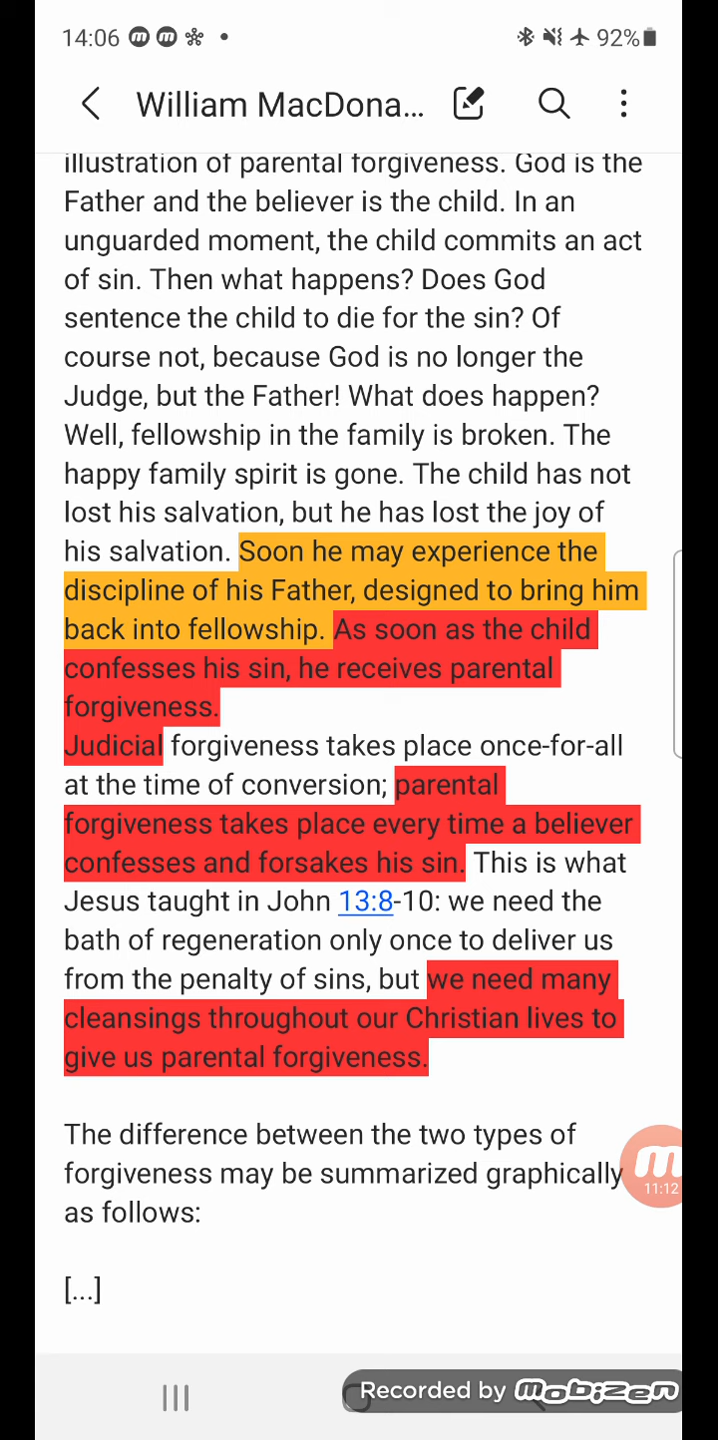 14:06
92%
William MacDona...
illustration of parental forgiveness. God is the
Father and the believer is the child. In an
unguarded moment, the child commits an act
of sin. Then what happens? Does God
sentence the child to die for the sin? Of
course not, because God is no longer the
Judge, but the Father! What does happen?
Well, fellowship in the family is broken. The
happy family spirit is gone. The child has not
lost his salvation, but he has lost the joy of
his salvation. Soon he may experience the
discipline of his Father, designed to bring him
back into fellowship. As soon as the child
confesses his sin, he receives parental
forgiveness.
Judicial forgiveness takes place once-for-all
at the time of conversion; parental
forgiveness takes place every time a believer
confesses and forsakes his sin. This is what
Jesus taught in John 13:8-10: we need the
bath of regeneration only once to deliver us
from the penalty of sins, but we need many
cleansings throughout our Christian lives to
give us parental forgiveness.
The difference between the two types of
forgiveness may be summarized graphically
as follows:
m
11:12
[...]
Recorded by mobizen